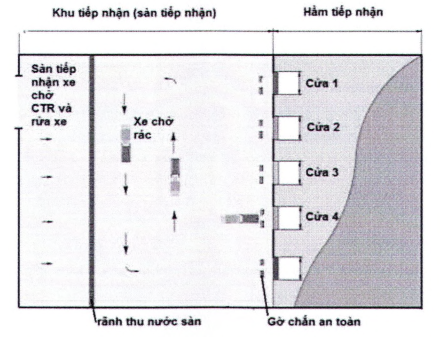 Khu tiếp nhận (sàn tiếp nhận)
Hầm tiếp nhận
Sàn tiếp
nhận xe
chở
CTR và
rửa xe
Xe chở
rác
Cửa 1
Cửa 2
Cửa 3
Cửa 4
rãnh thu nước sàn
Gờ chắn an toàn